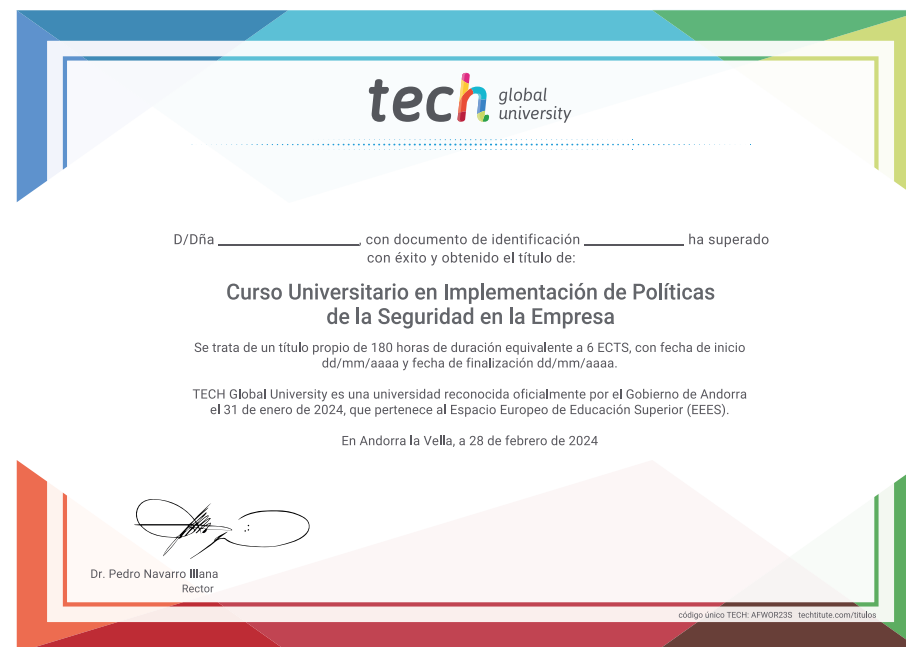 tech global university
D/Dña ____________________, con documento de identificación ______________ ha superado
con éxito y obtenido el título de:
Curso Universitario en Implementación de Políticas
de la Seguridad en la Empresa
Se trata de un título propio de 180 horas de duración equivalente a 6 ECTS, con fecha de inicio
dd/mm/aaaa y fecha de finalización dd/mm/aaaa.
TECH Global University es una universidad reconocida oficialmente por el Gobierno de Andorra
el 31 de enero de 2024, que pertenece al Espacio Europeo de Educación Superior (EEES).
En Andorra la Vella, a 28 de febrero de 2024
Dr. Pedro Navarro Illana
Rector
código único TECH: AFWOR23S techtitute.com/titulos